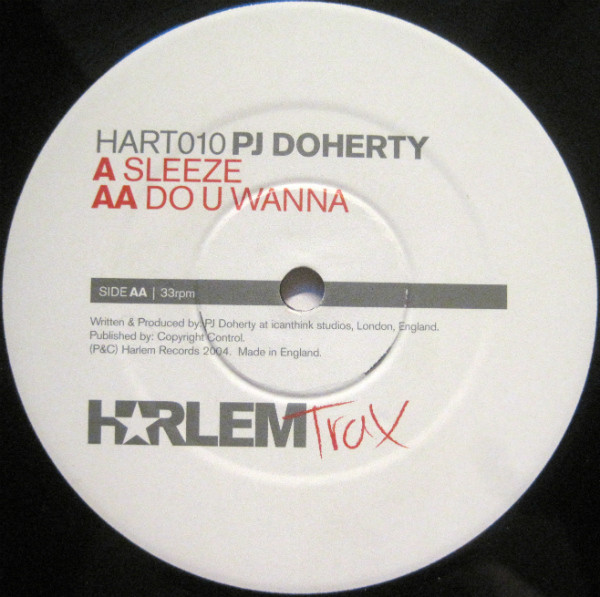 HART010 PJ DOHERTY
A SLEEZE
AA DO U WANNA
SIDE AA | 33rpm
Written & Produced by: PJ Doherty at icanthink studios, London, England.
Published by: Copyright Control.
(P&C) Harlem Records 2004. Made in England.
H★RLEM Trax